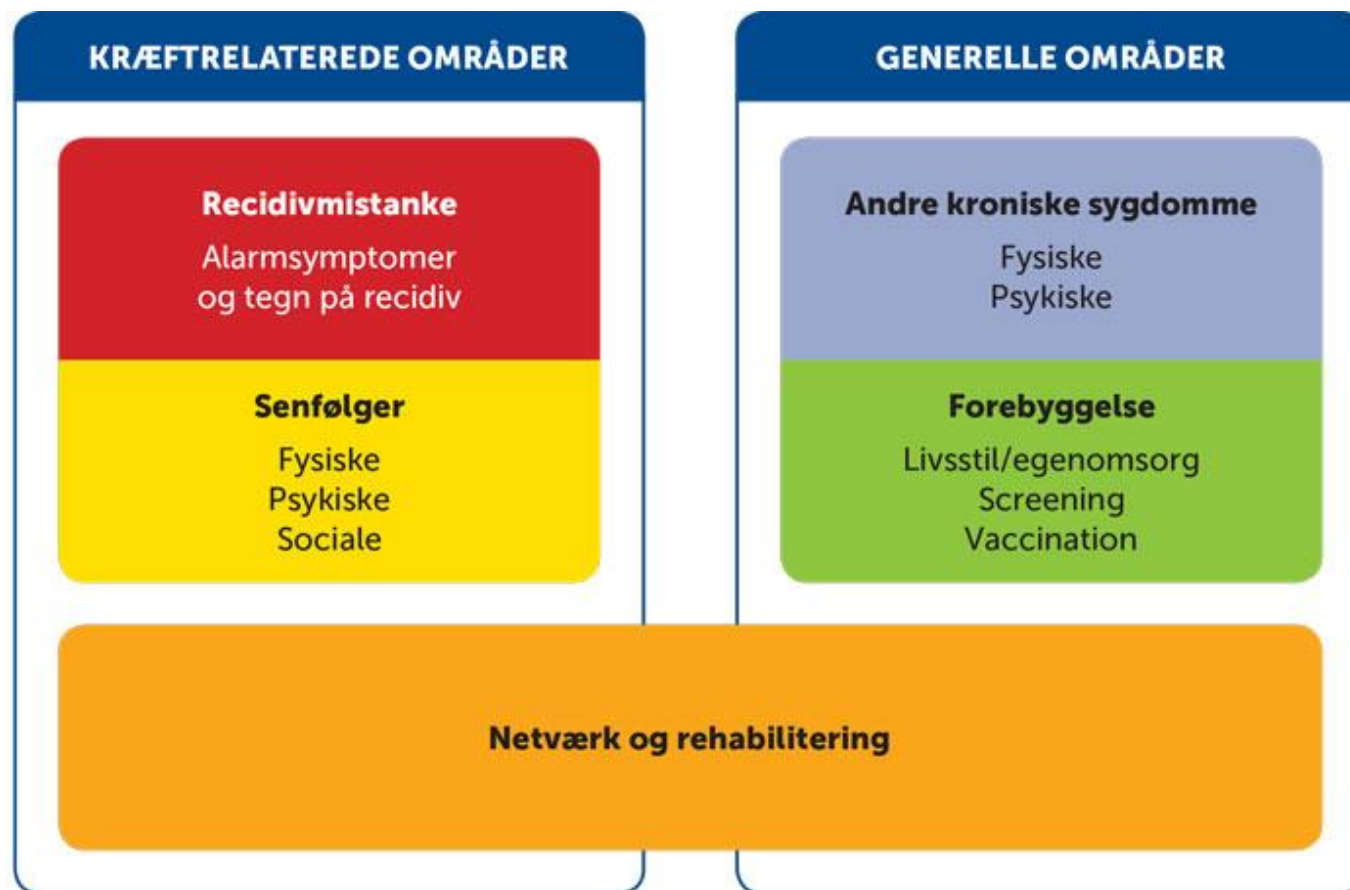 KRÆFTRELATEREDE OMRÅDER
Recidivmistanke
Alarmsymptomer
og tegn på recidiv
Senfølger
Fysiske
Psykiske
Sociale
GENERELLE OMRÅDER
Andre kroniske sygdomme
Fysiske
Psykiske
Forebyggelse
Livsstil/egenomsorg
Screening
Vaccination
Netværk og rehabilitering